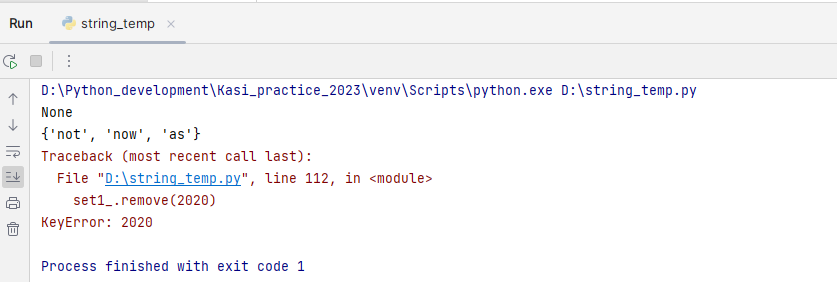 Run string_temp
D:\Python_development\Kasi_practice_2023\venv\Scripts\python.exe D:\string_temp.py
None
{'not', 'now', 'as'}
Traceback (most recent call last):
  File "D:\string_temp.py", line 112, in <module>
    set1_.remove(2020)
KeyError: 2020
Process finished with exit code 1